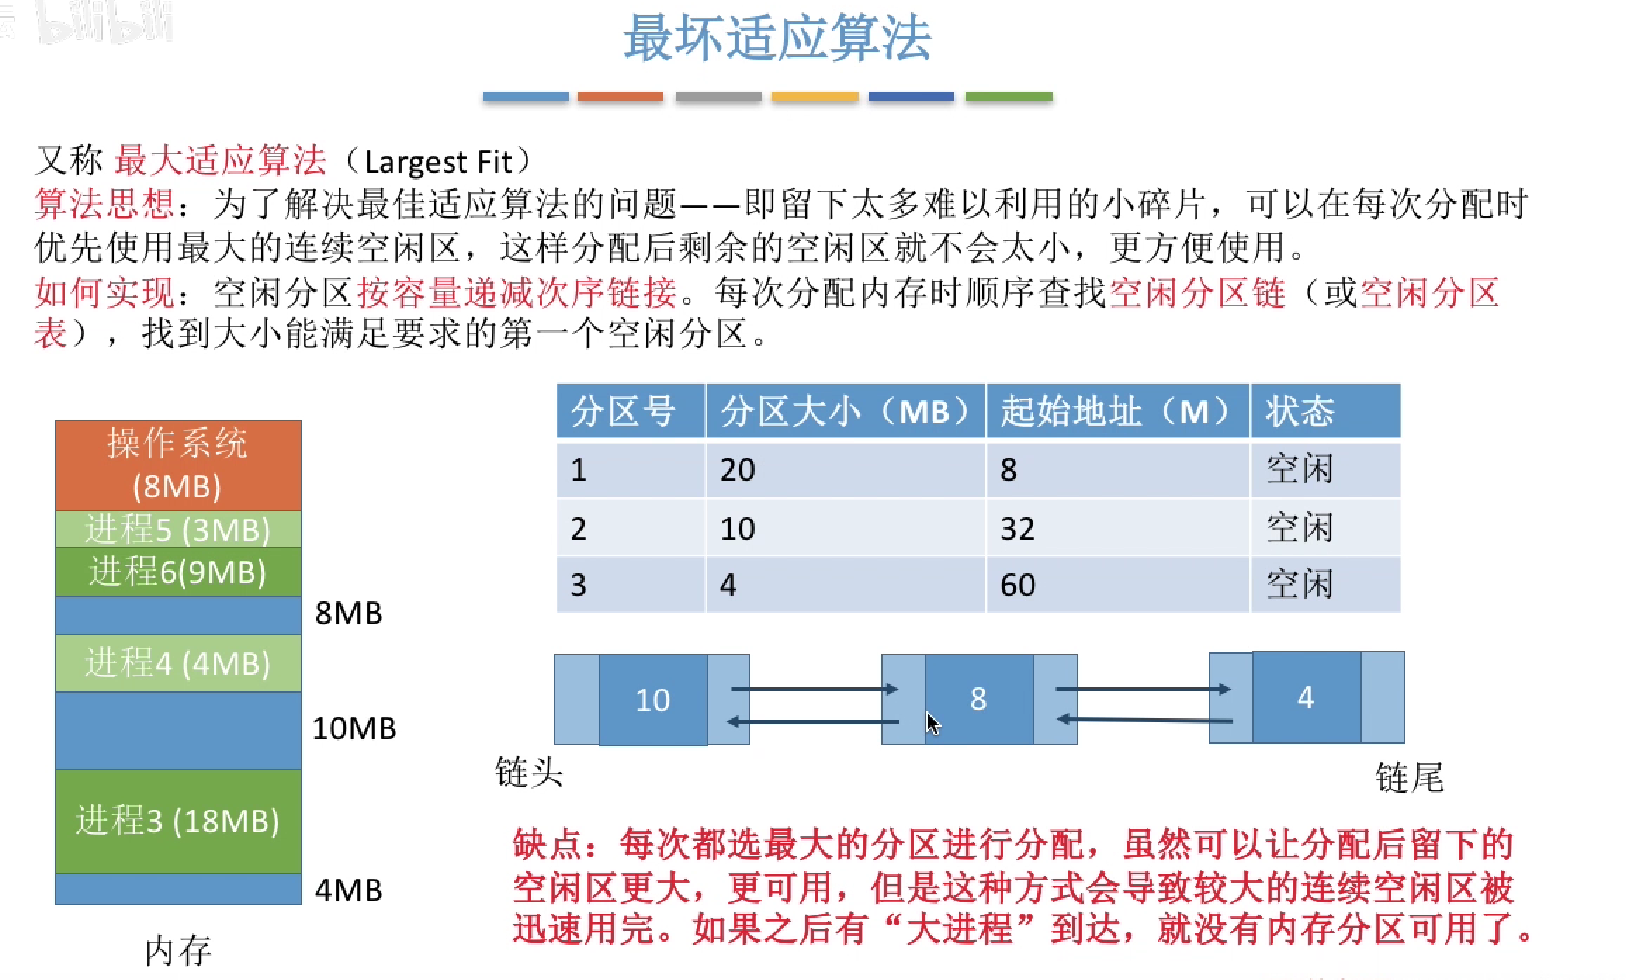 bilibili
最坏适应算法
又称 最大适应算法（Largest Fit）
算法思想：为了解决最佳适应算法的问题——即留下太多难以利用的小碎片，可以在每次分配时
优先使用最大的连续空闲区，这样分配后剩余的空闲区就不会太小，更方便使用。
如何实现：空闲分区按容量递减次序链接。每次分配内存时顺序查找空闲分区链（或空闲分区
表），找到大小能满足要求的第一个空闲分区。
操作系统
(8MB)
进程5 (3MB)
进程6(9MB)
8MB
进程4 (4MB)
10MB
进程3 (18MB)
4MB
内存
分区号 分区大小（MB） 起始地址（M） 状态
1 20 8 空闲
2 10 32 空闲
3 4 60 空闲
10 8 4
链头 链尾
缺点：每次都选最大的分区进行分配，虽然可以让分配后留下的
空闲区更大，更可用，但是这种方式会导致较大的连续空闲区被
迅速用完。如果之后有“大进程”到达，就没有内存分区可用了。